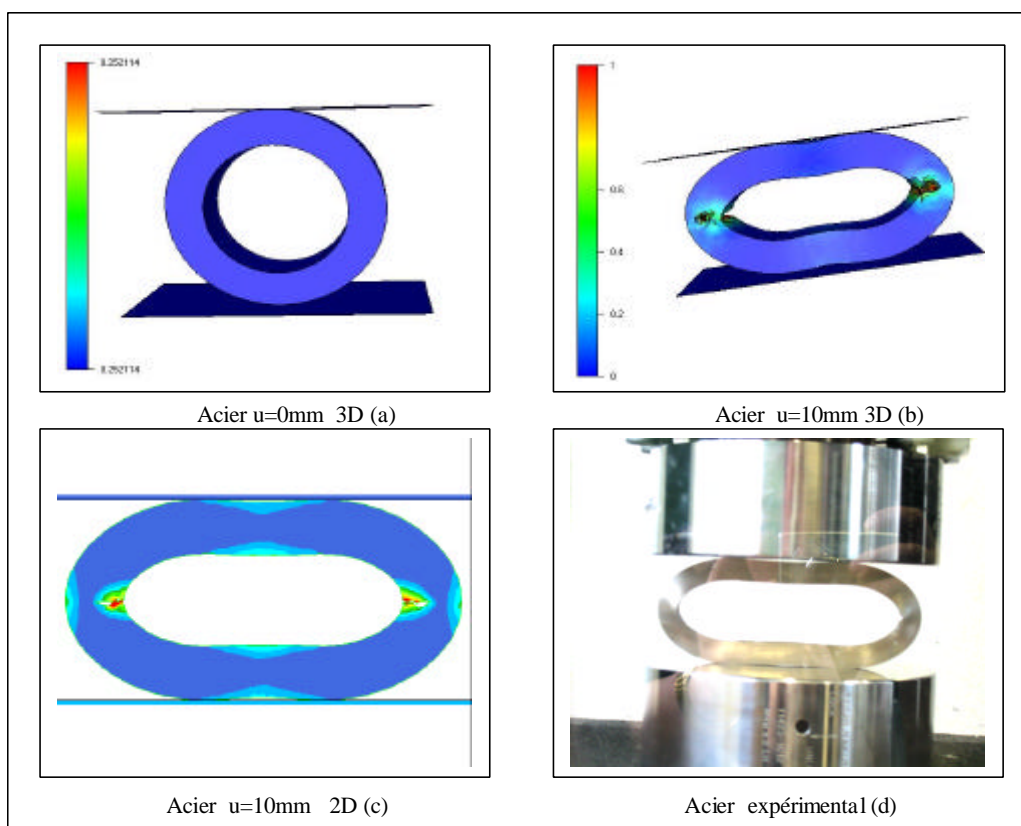 0.252114
1
0.8
0.6
0.4
0.2
0
0.252114
Acier u=0mm 3D (a)
Acier u=10mm 3D (b)
Acier u=10mm 2D (c)
Acier expérimental (d)